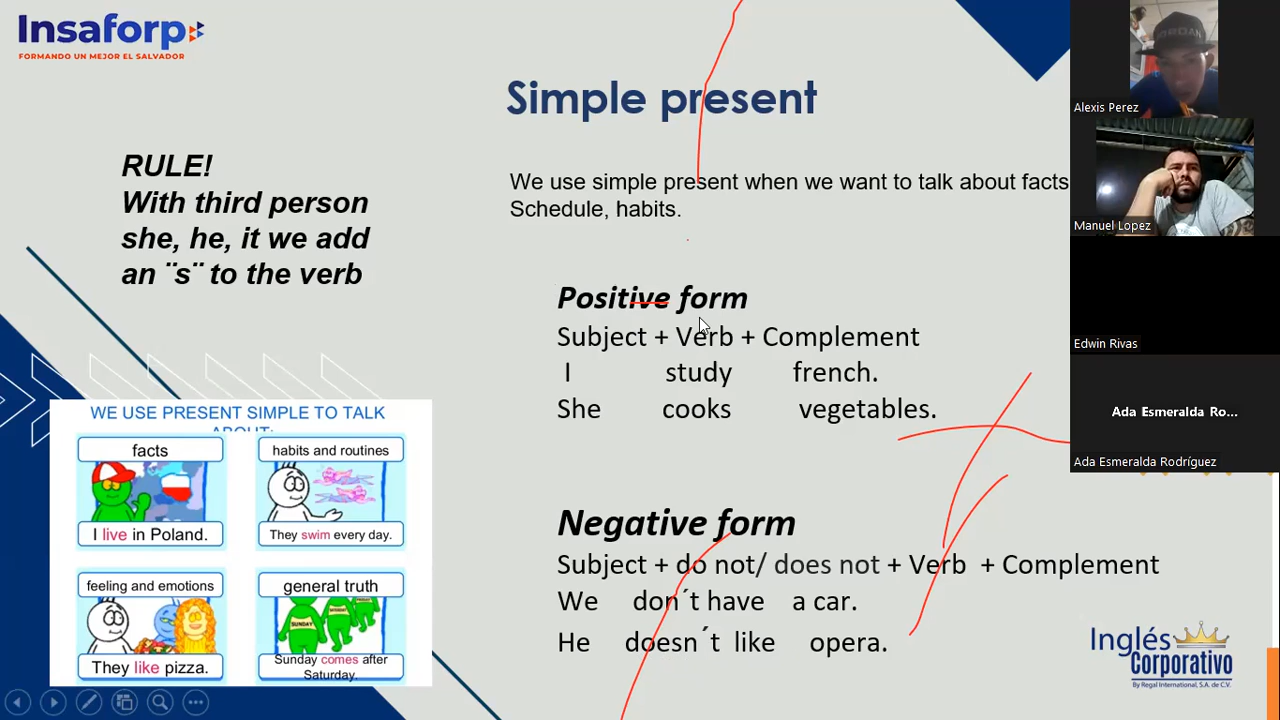 Insaforp
FORMANDO UN MEJOR EL SALVADOR
Simple present
RULE!
With third person
she, he, it we add
an ¨s¨ to the verb
We use simple present when we want to talk about facts
Schedule, habits.
Positive form
Subject + Verb + Complement
I study french.
She cooks vegetables.
Negative form
Subject + do not/ does not + Verb + Complement
We don´t have a car.
He doesn´t like opera.
WE USE PRESENT SIMPLE TO TALK
ABOUT:
facts
I live in Poland.
habits and routines
They swim every day.
feeling and emotions
They like pizza.
general truth
SUNDAY
Sunday comes after
Saturday.
Inglés
Corporativo
By Regal International, S.A. de C.V.
JORDAN
Alexis Perez
Manuel Lopez
Edwin Rivas
Ada Esmeralda Ro...
Ada Esmeralda Rodríguez